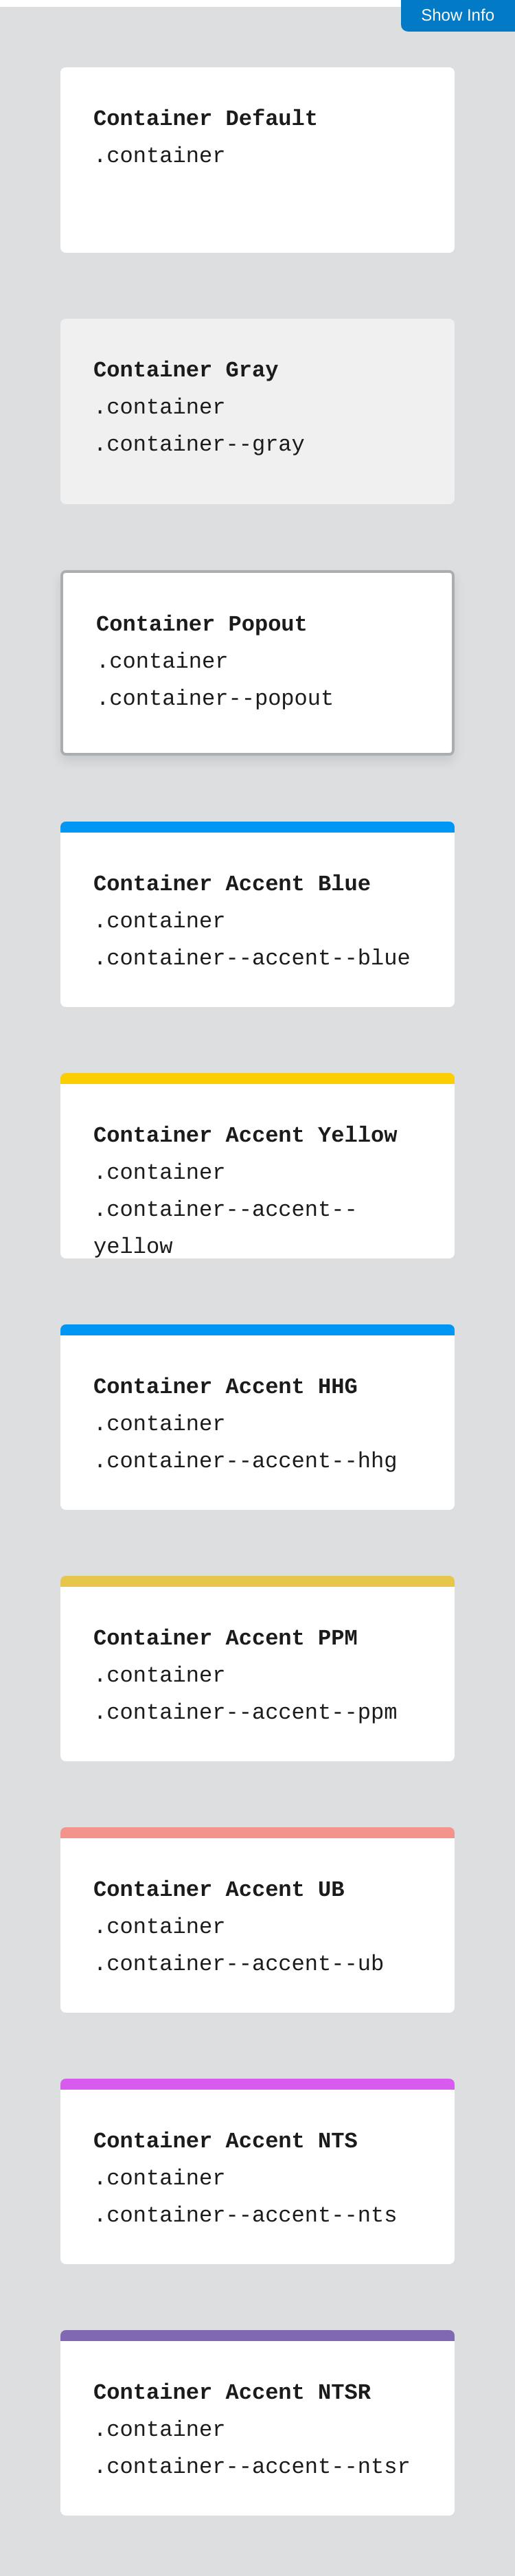 Show Info
Container Default
.container
Container Gray
.container
.container--gray
Container Popout
.container
.container--popout
Container Accent Blue
.container
.container--accent--blue
Container Accent Yellow
.container
.container--accent--
yellow
Container Accent HHG
.container
.container--accent--hhg
Container Accent PPM
.container
.container--accent--ppm
Container Accent UB
.container
.container--accent--ub
Container Accent NTS
.container
.container--accent--nts
Container Accent NTSR
.container
.container--accent--ntsr